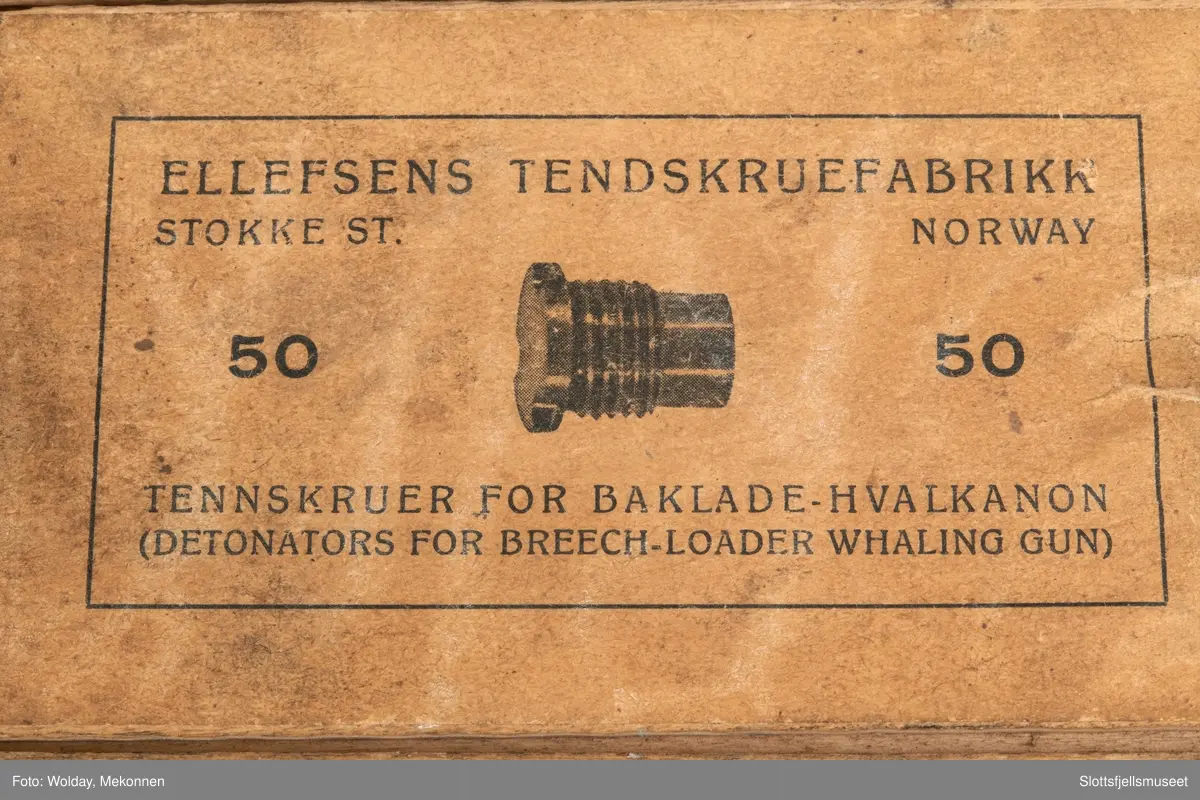 ELLEFSENS TENDSKRUEFABRIKK
STOKKE ST. NORWAY
50 50
TENNSKRUER FOR BAKLADE-HVALKANON
(DETONATORS FOR BREECH-LOADER WHALING GUN)
Foto: Wolday, Mekonnen Slottsfjellsmuseet